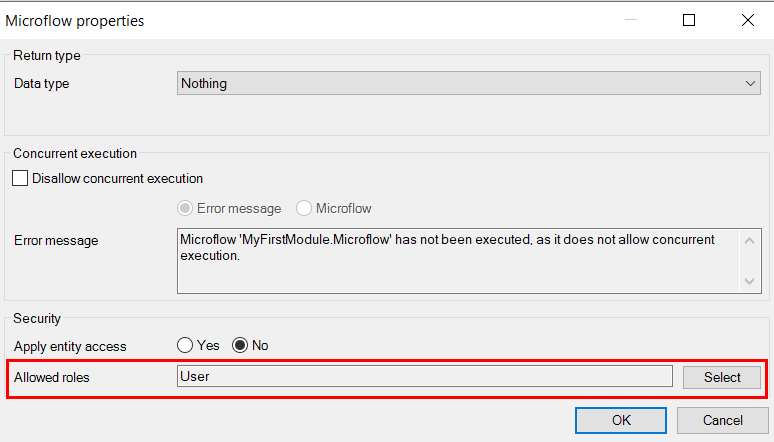 Microflow properties
Return type
Data type
Nothing
Concurrent execution
Disallow concurrent execution
Error message
Microflow
Error message
Microflow 'MyFirstModule.Microflow' has not been executed, as it does not allow concurrent
execution.
Security
Apply entity access
Yes
No
Allowed roles
User
Select
OK
Cancel